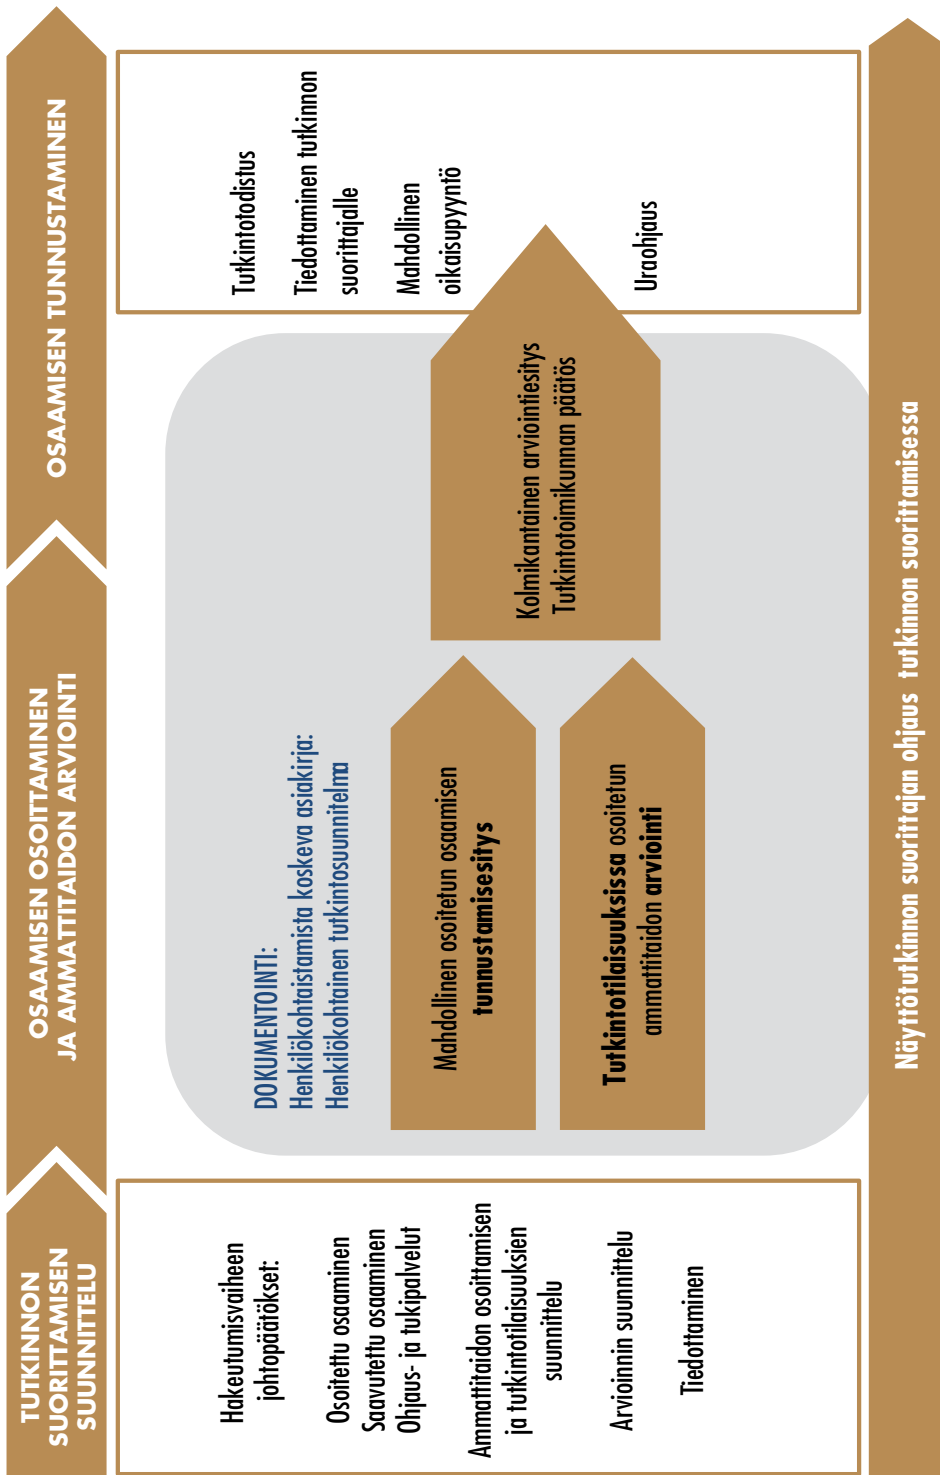 TUTKINNON
SUORITTAMISEN
SUUNNITTELU
OSAAMISEN OSOITTAMINEN
JA AMMATTITAIDON ARVIOINTI
OSAAMISEN TUNNUSTAMINEN
Hakeutumisvaiheen
johtopäätökset:
Osoitettu osaaminen
Saavutettu osaaminen
Ohjaus- ja tukipalvelut
Ammattitaidon osoittamisen
ja tutkintotilaisuuksien
suunnittelu
Arvioinnin suunnittelu
Tiedottaminen
DOKUMENTOINTI:
Henkilökohtaistamista koskeva asiakirja:
Henkilökohtainen tutkintosuunnitelma
Mahdollinen osoitetun osaamisen
tunnustamisesitys
Tutkintotilaisuuksissa osoitetun
ammattitaidon arviointi
Kolmikantainen arviointiesitys
Tutkintotoimikunnan päätös
Tutkintotodistus
Tiedottaminen tutkinnon
suorittajalle
Mahdollinen
oikaisupyyntö
Uraohjaus
Näyttötutkinnon suorittajan ohjaus tutkinnon suorittamisessa